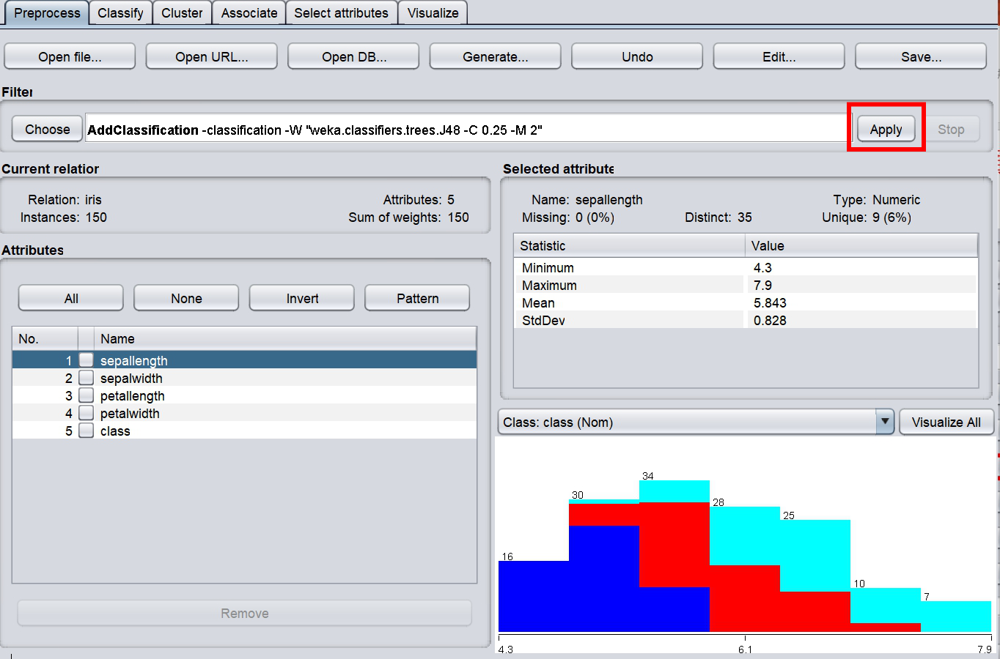 Preprocess Classify Cluster Associate Select attributes Visualize
Open file... Open URL... Open DB... Generate... Undo Edit... Save...
Filter
Choose AddClassification -classification -W "weka.classifiers.trees.J48 -C 0.25 -M 2" Apply Stop
Current relation
Relation: iris Attributes: 5
Instances: 150 Sum of weights: 150
Attributes
All None Invert Pattern
No. Name
1 sepallength
2 sepalwidth
3 petallength
4 petalwidth
5 class
Remove
Selected attribute
Name: sepallength Type: Numeric
Missing: 0 (0%) Distinct: 35 Unique: 9 (6%)
Statistic Value
Minimum 4.3
Maximum 7.9
Mean 5.843
StdDev 0.828
Class: class (Nom) Visualize All
16 30 34 28 25 10 7
4.3 6.1 7.9